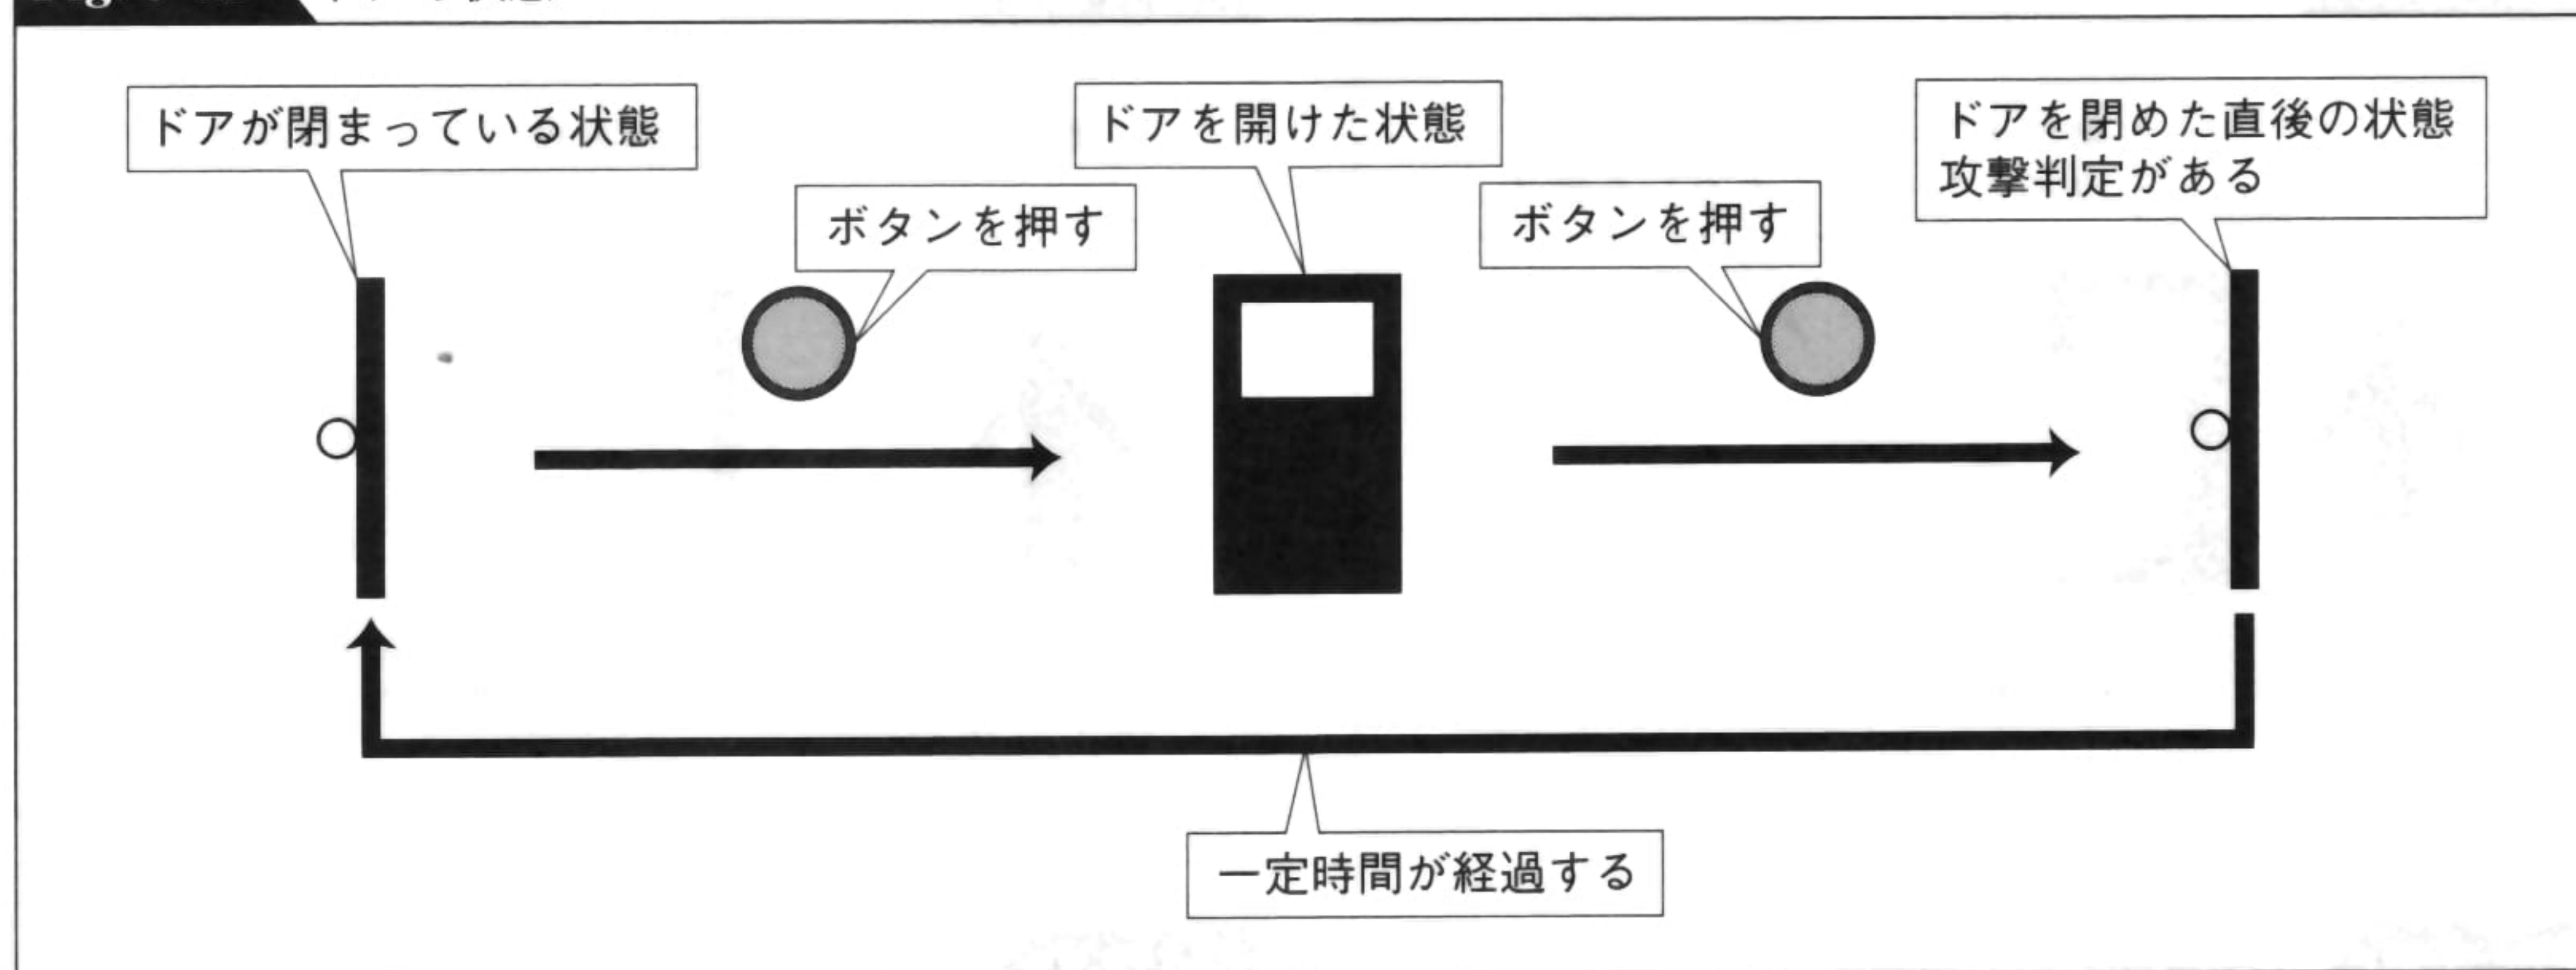 ドアが閉まっている状態
ボタンを押す
ドアを開けた状態
ボタンを押す
ドアを閉めた直後の状態
攻撃判定がある
一定時間が経過する